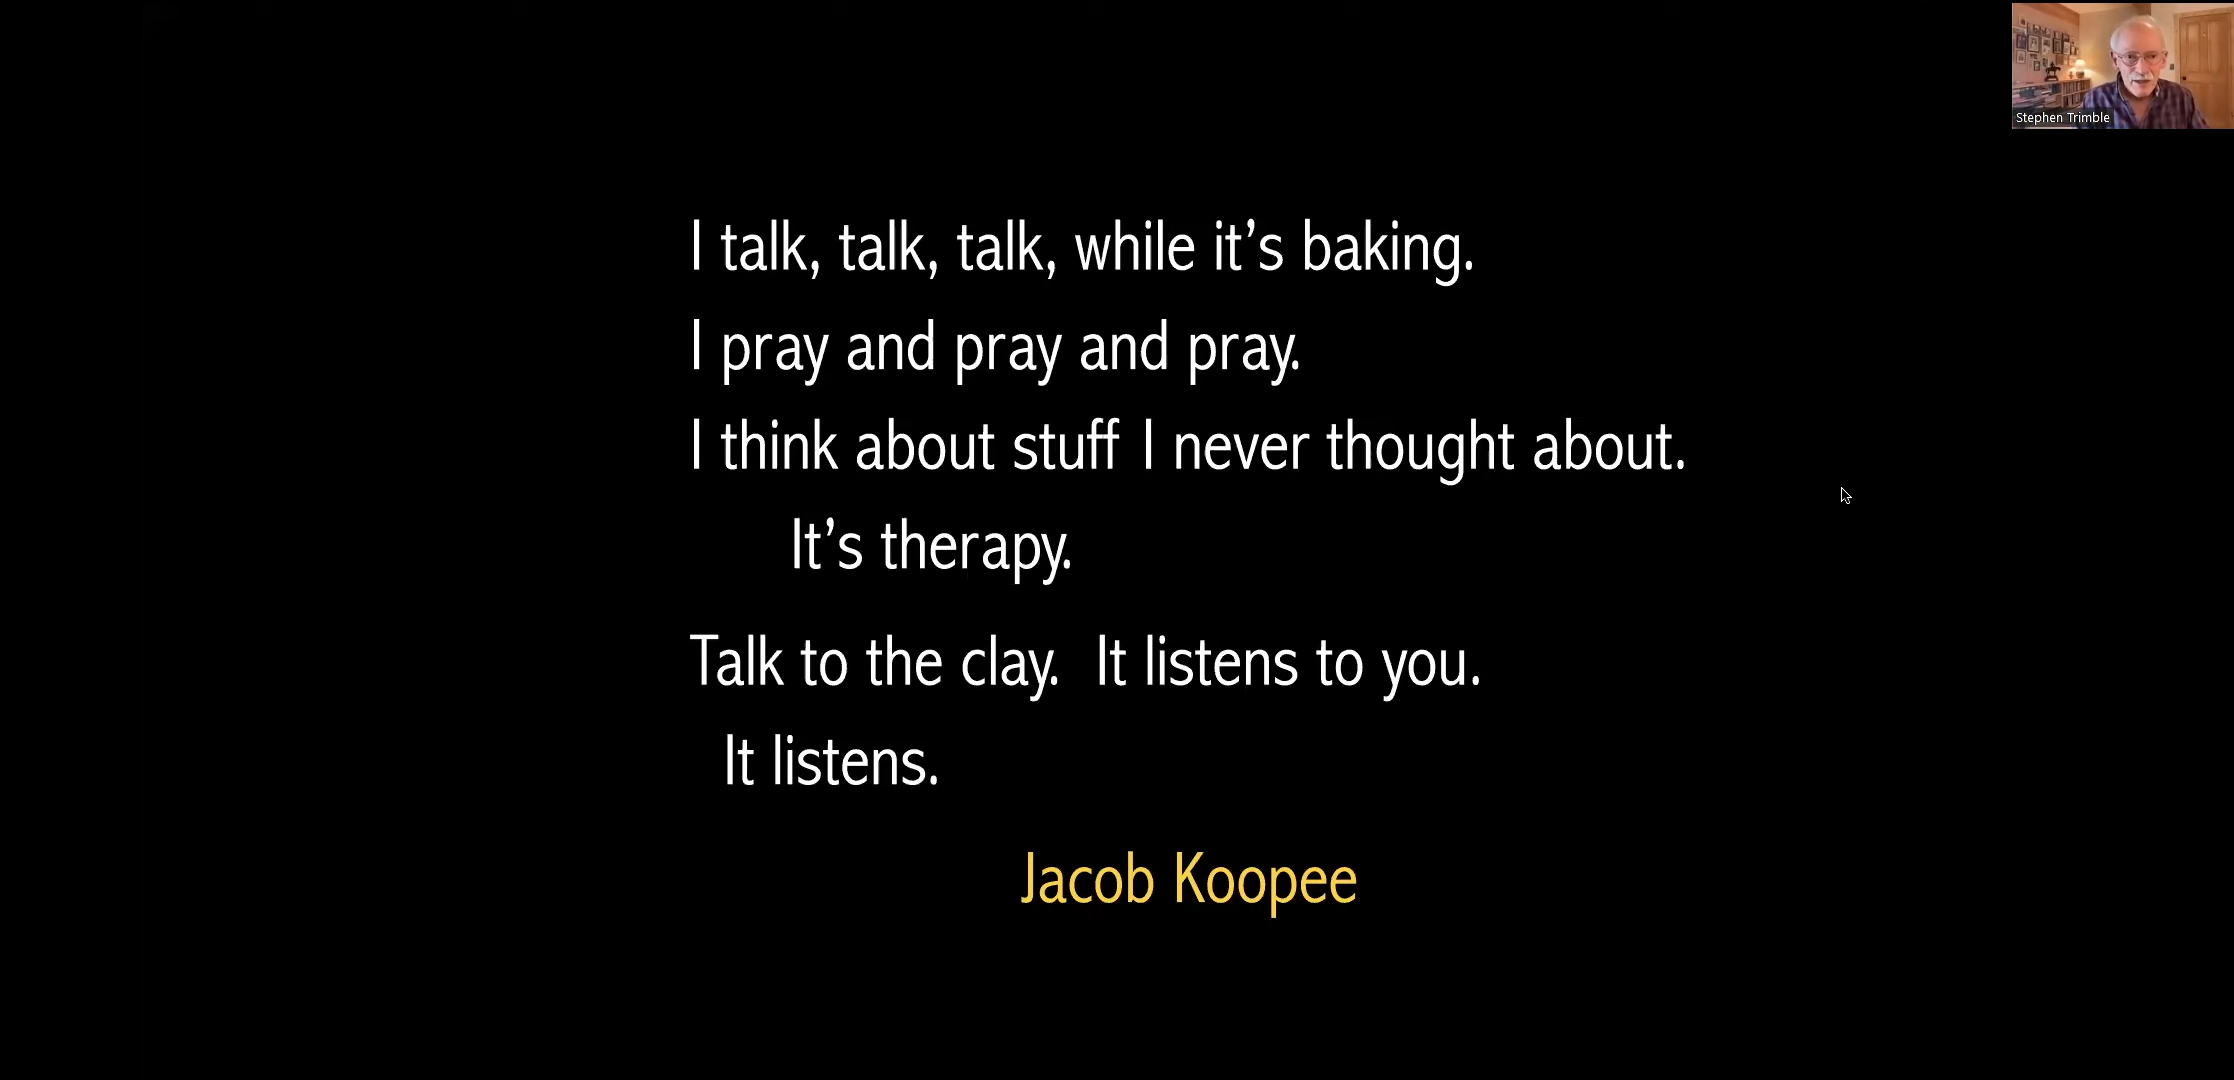 Stephen Trimble
I talk, talk, talk, while it’s baking.
I pray and pray and pray.
I think about stuff I never thought about.
It’s therapy.
Talk to the clay.  It listens to you.
It listens.
Jacob Koopee